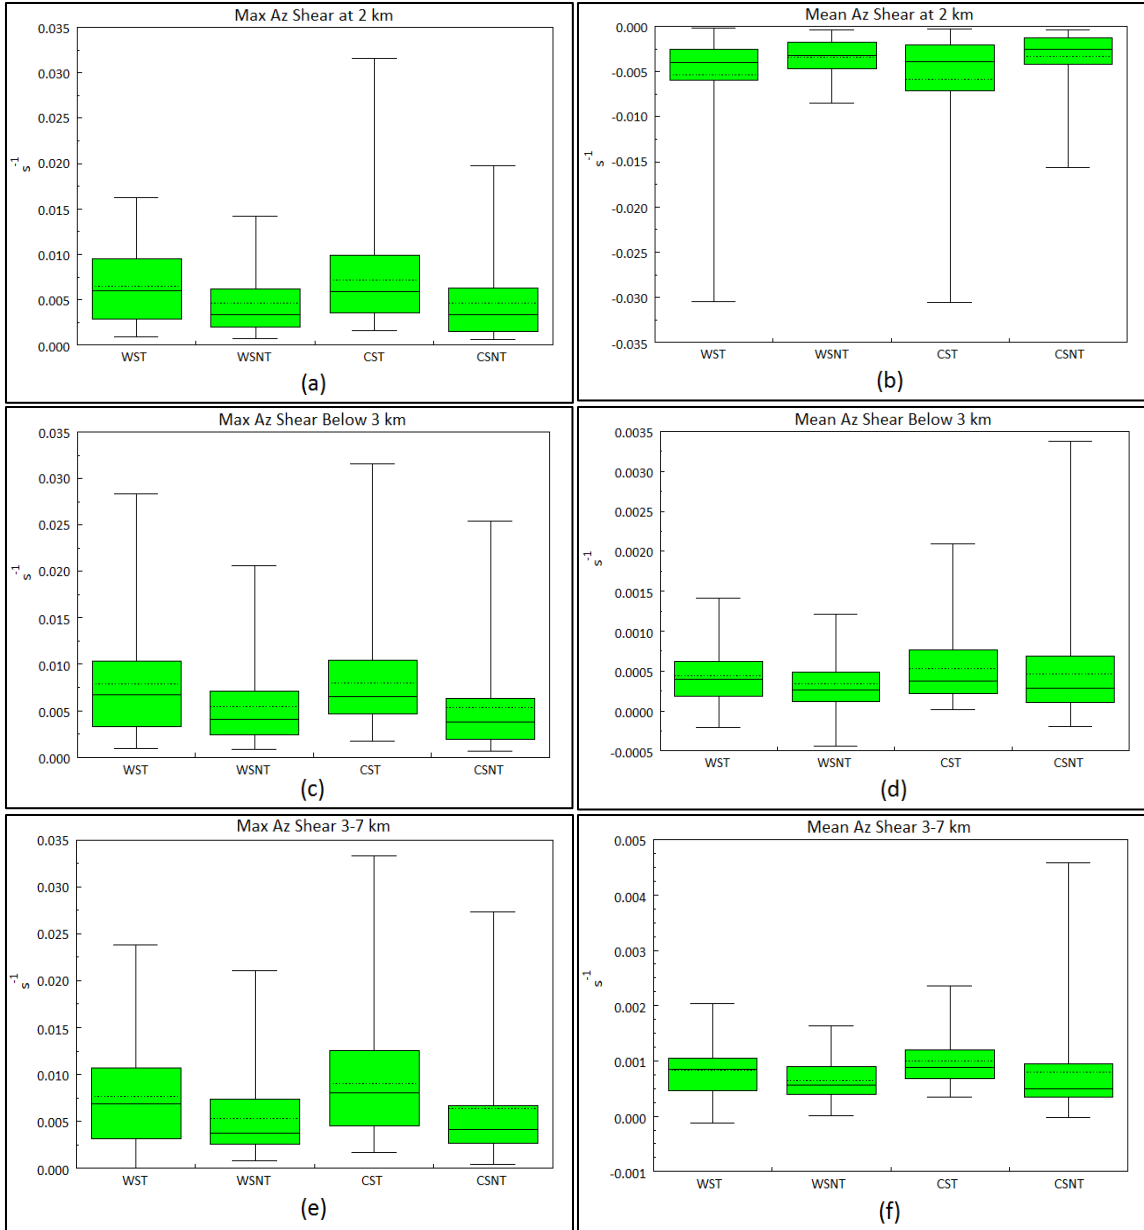 Max Az Shear at 2 km
0.035
0.030
0.025
0.020
0.015
0.010
0.005
0.000
s-1
WST WSNT CST CSNT
(a)
Mean Az Shear at 2 km
0.000
-0.005
-0.010
-0.015
-0.020
-0.025
-0.030
-0.035
s-1
WST WSNT CST CSNT
(b)
Max Az Shear Below 3 km
0.035
0.030
0.025
0.020
0.015
0.010
0.005
0.000
s-1
WST WSNT CST CSNT
(c)
Mean Az Shear Below 3 km
0.0035
0.0030
0.0025
0.0020
0.0015
0.0010
0.0005
0.0000
-0.0005
s-1
WST WSNT CST CSNT
(d)
Max Az Shear 3-7 km
0.035
0.030
0.025
0.020
0.015
0.010
0.005
0.000
s-1
WST WSNT CST CSNT
(e)
Mean Az Shear 3-7 km
0.005
0.004
0.003
0.002
0.001
0.000
-0.001
s-1
WST WSNT CST CSNT
(f)